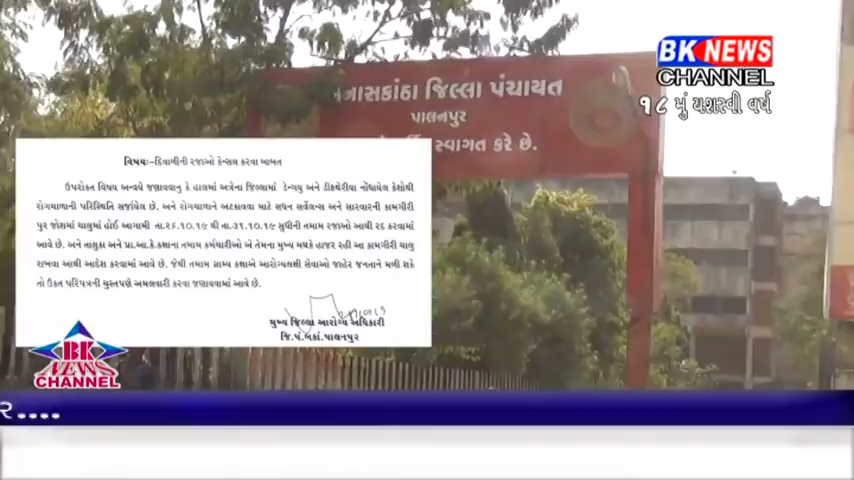 BK NEWS
CHANNEL
૧૮ મું યશસ્વી વર્ષ
બનાસકાંઠા જિલ્લા પંચાયત
પાલનપુર
સ્વાગત કરે છે.
વિષયઃ-દિવાળીની રજાઓ કેન્સલ કરવા બાબત
ઉપરોક્ત વિષય અન્વયે જણાવવાનુ કે હાલમાં અત્રેના જિલ્લામાં ડેન્ગયુ અને ડીફથેરીયા નોંધાયેલ કેશોથી
રોગચાળાની પરિસ્થિતિ સર્જાયેલ છે. અને રોગચાળાને અટકાવવા માટે સઘન સર્વેલન્સ અને સારવારની કામગીરી
પુર જોશમાં ચાલુમાં હોઈ આગામી તા.૨૬.૧૦.૧૯ થી તા.૩૧.૧૦.૧૯ સુધીની તમામ રજાઓ આથી રદ કરવામાં
આવે છે. અને તાલુકા અને પ્રા.આ.કે.કક્ષાના તમામ કર્મચારીઓ એ તેમના મુખ્ય મથકે હાજર રહી આ કામગીરી ચાલુ
રાખવા આથી આદેશ કરવામાં આવે છે. જેથી તમામ ગ્રામ્ય કક્ષાએ આરોગ્યલક્ષી સેવાઓ જાહેર જનતાને મળી શકે
તો ઉક્ત પરિપત્રની ચુસ્તપણે અમલવારી કરવા જણાવવામાં આવે છે.
મુખ્ય જિલ્લા આરોગ્ય અધિકારી
જિ.પં.બકાં.પાલનપુર
BK
NEWS
CHANNEL
ર....